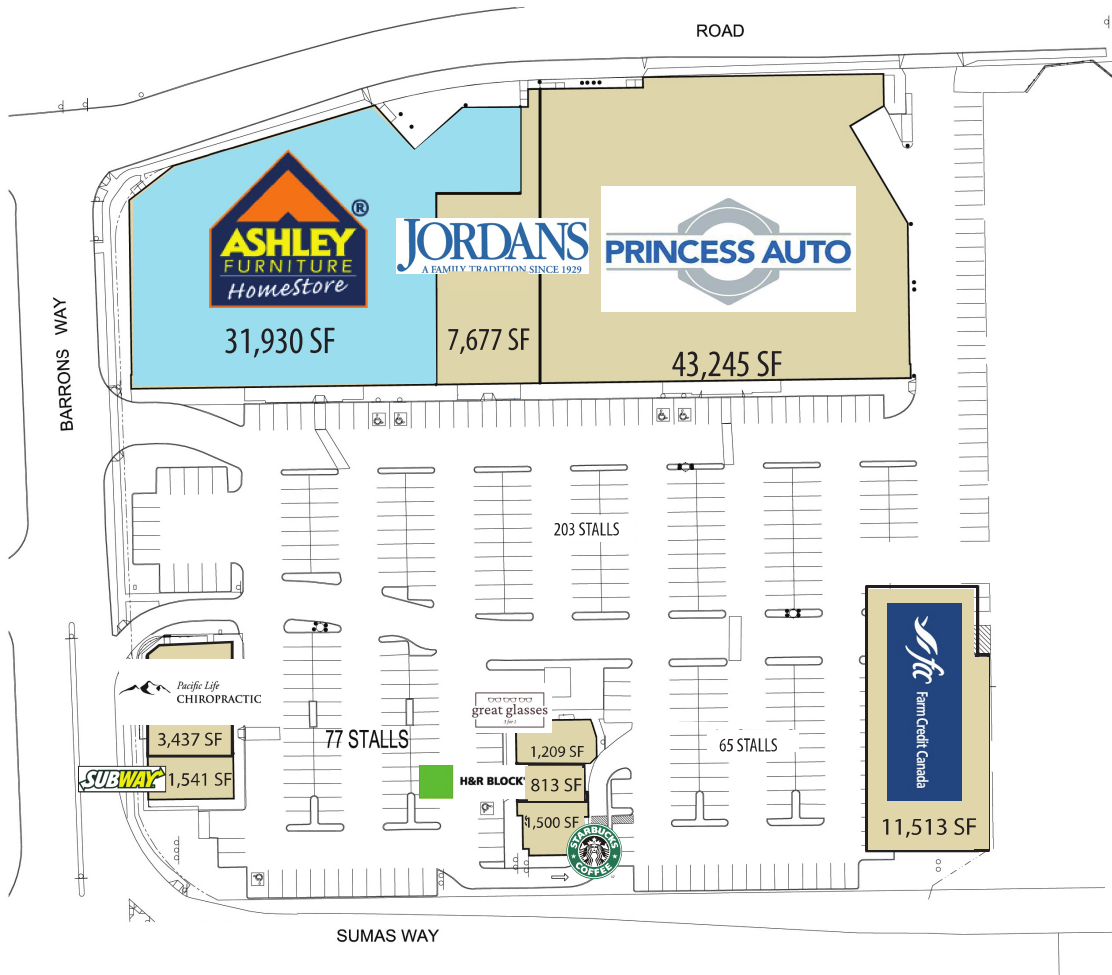 ROAD
ASHLEY ®
FURNITURE
HomeStore
31,930 SF
JORDANS
A FAMILY TRADITION SINCE 1929
7,677 SF
PRINCESS AUTO
43,245 SF
BARRONS WAY
203 STALLS
Pacific Life
CHIROPRACTIC
3,437 SF
SUBWAY
1,541 SF
77 STALLS
great glasses
1,209 SF
H&R BLOCK
813 SF
1,500 SF
STARBUCKS
COFFEE
65 STALLS
fcc
Farm Credit Canada
11,513 SF
SUMAS WAY